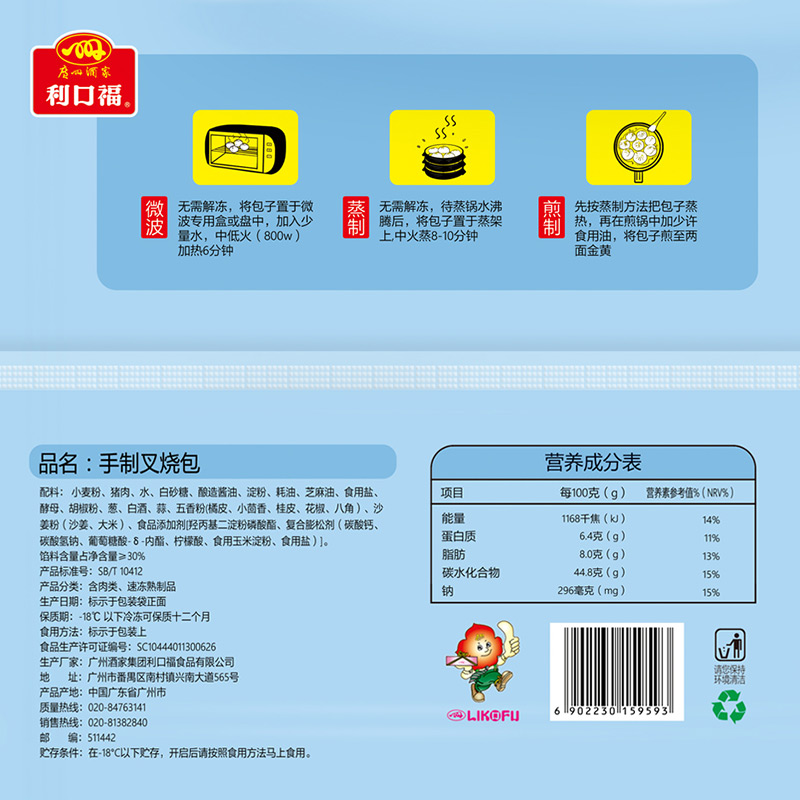 廣州酒家
利口福®
微波
无需解冻，将包子置于微
波专用盒或盘中，加入少
量水，中低火（800w）
加热6分钟
蒸制
无需解冻，待蒸锅水沸
腾后，将包子置于蒸架
上,中火蒸8-10分钟
煎制
先按蒸制方法把包子蒸
热，再在煎锅中加少许
食用油，将包子煎至两
面金黄
品名：手制叉烧包
配料： 小麦粉、猪肉、水、白砂糖、酿造酱油、淀粉、耗油、芝麻油、食用盐、
酵母、胡椒粉、葱、白酒、蒜、五香粉(橘皮、小茴香、桂皮、花椒、八角）、沙
姜粉（沙姜、大米）、食品添加剂[羟丙基二淀粉磷酸酯、复合膨松剂（碳酸钙、
碳酸氢钠、葡萄糖酸- δ -内酯、柠檬酸、食用玉米淀粉、食用盐）]。
馅料含量占净含量≥30%
产品标准号：SB/T 10412
产品分类：含肉类、速冻熟制品
生产日期：标示于包装袋正面
保质期：-18℃ 以下冷冻可保质十二个月
食用方法：标示于包装上
食品生产许可证编号：SC10444011300626
生产厂家：广州酒家集团利口福食品有限公司
地 址：广州市番禺区南村镇兴南大道565号
产品产地：中国广东省广州市
质量热线：020-84763141
销售热线：020-81382840
邮 编：511442
贮存条件：在-18℃以下贮存，开启后请按照食用方法马上食用。
营养成分表
项目 每100克（g） 营养素参考值%（NRV%）
能量 1168千焦（kJ） 14%
蛋白质 6.4克（g） 11%
脂肪 8.0克（g） 13%
碳水化合物 44.8克（g） 15%
钠 296毫克（mg） 15%
LIKOFU
6 902230 159593
请您保持
环境清洁